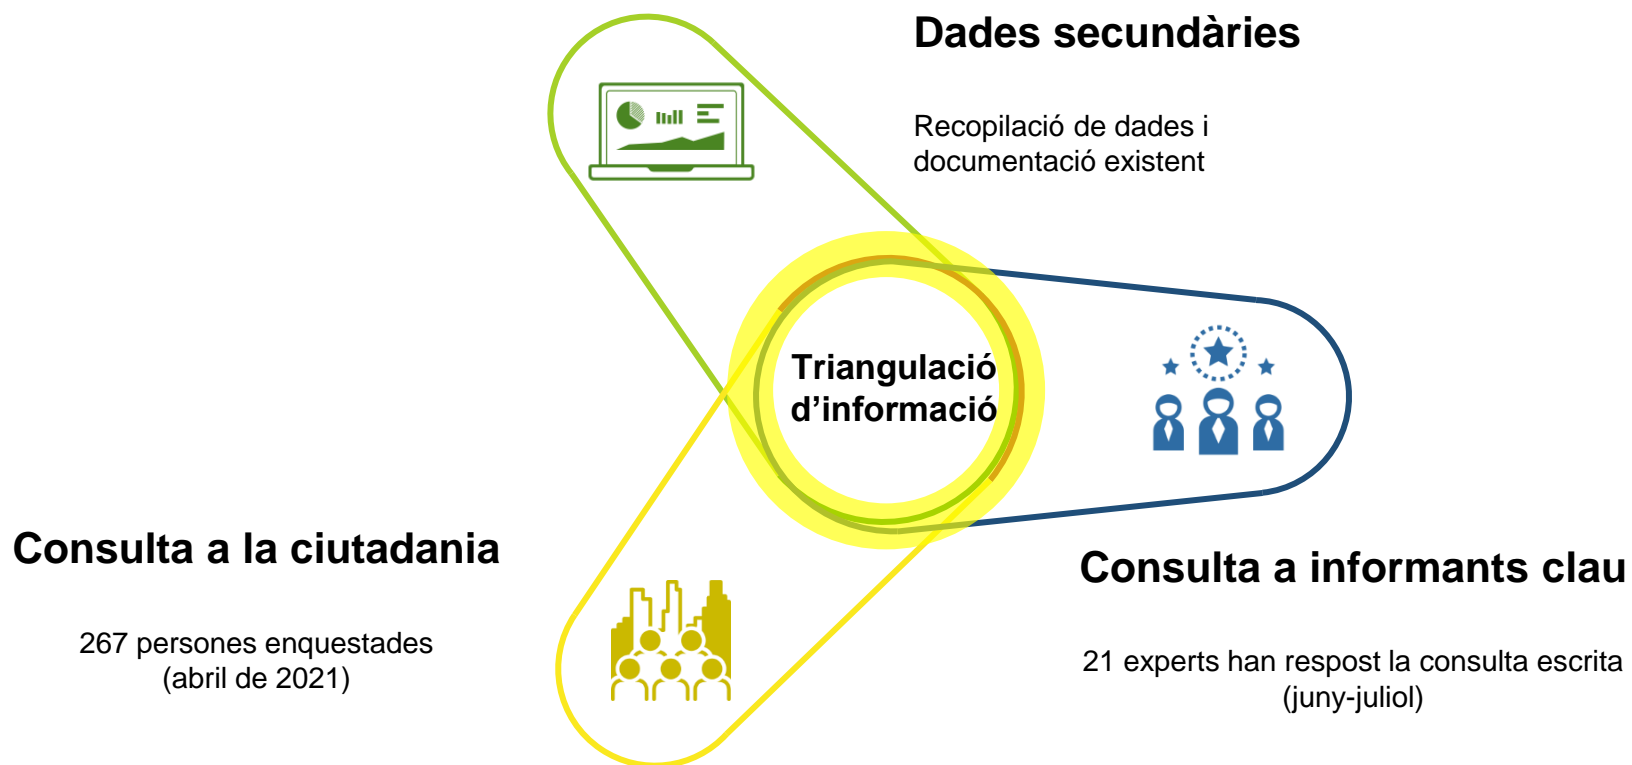 Dades secundàries
Recopilació de dades i
documentació existent
Triangulació
d’informació
Consulta a la ciutadania
267 persones enquestades
(abril de 2021)
Consulta a informants clau
21 experts han respost la consulta escrita
(juny-juliol)